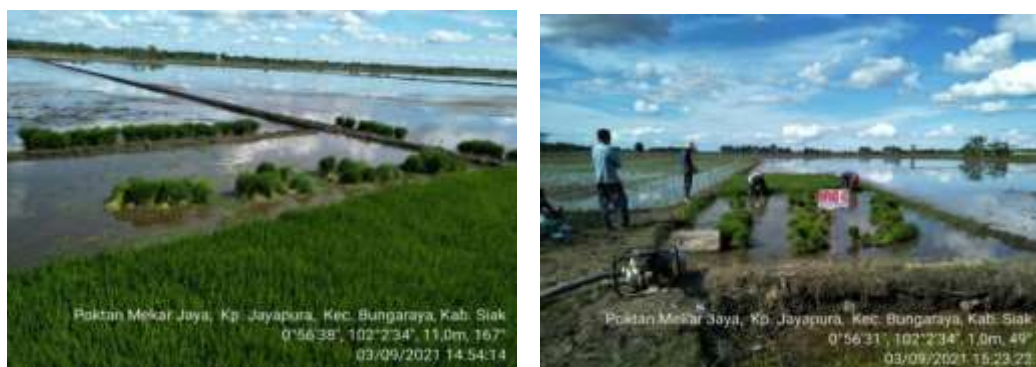 Poktan Mekar Jaya, Kp. Jayapura, Kec. Bungaraya, Kab. Siak
0°56'38", 102°2'34", 11,0m, 167°
03/09/2021 14:54:14
Poktan Mekar Jaya, Kp. Jayapura, Kec. Bungaraya, Kab. Siak
0°56'31", 102°2'34", 1,0m, 49°
03/09/2021 15:23:22